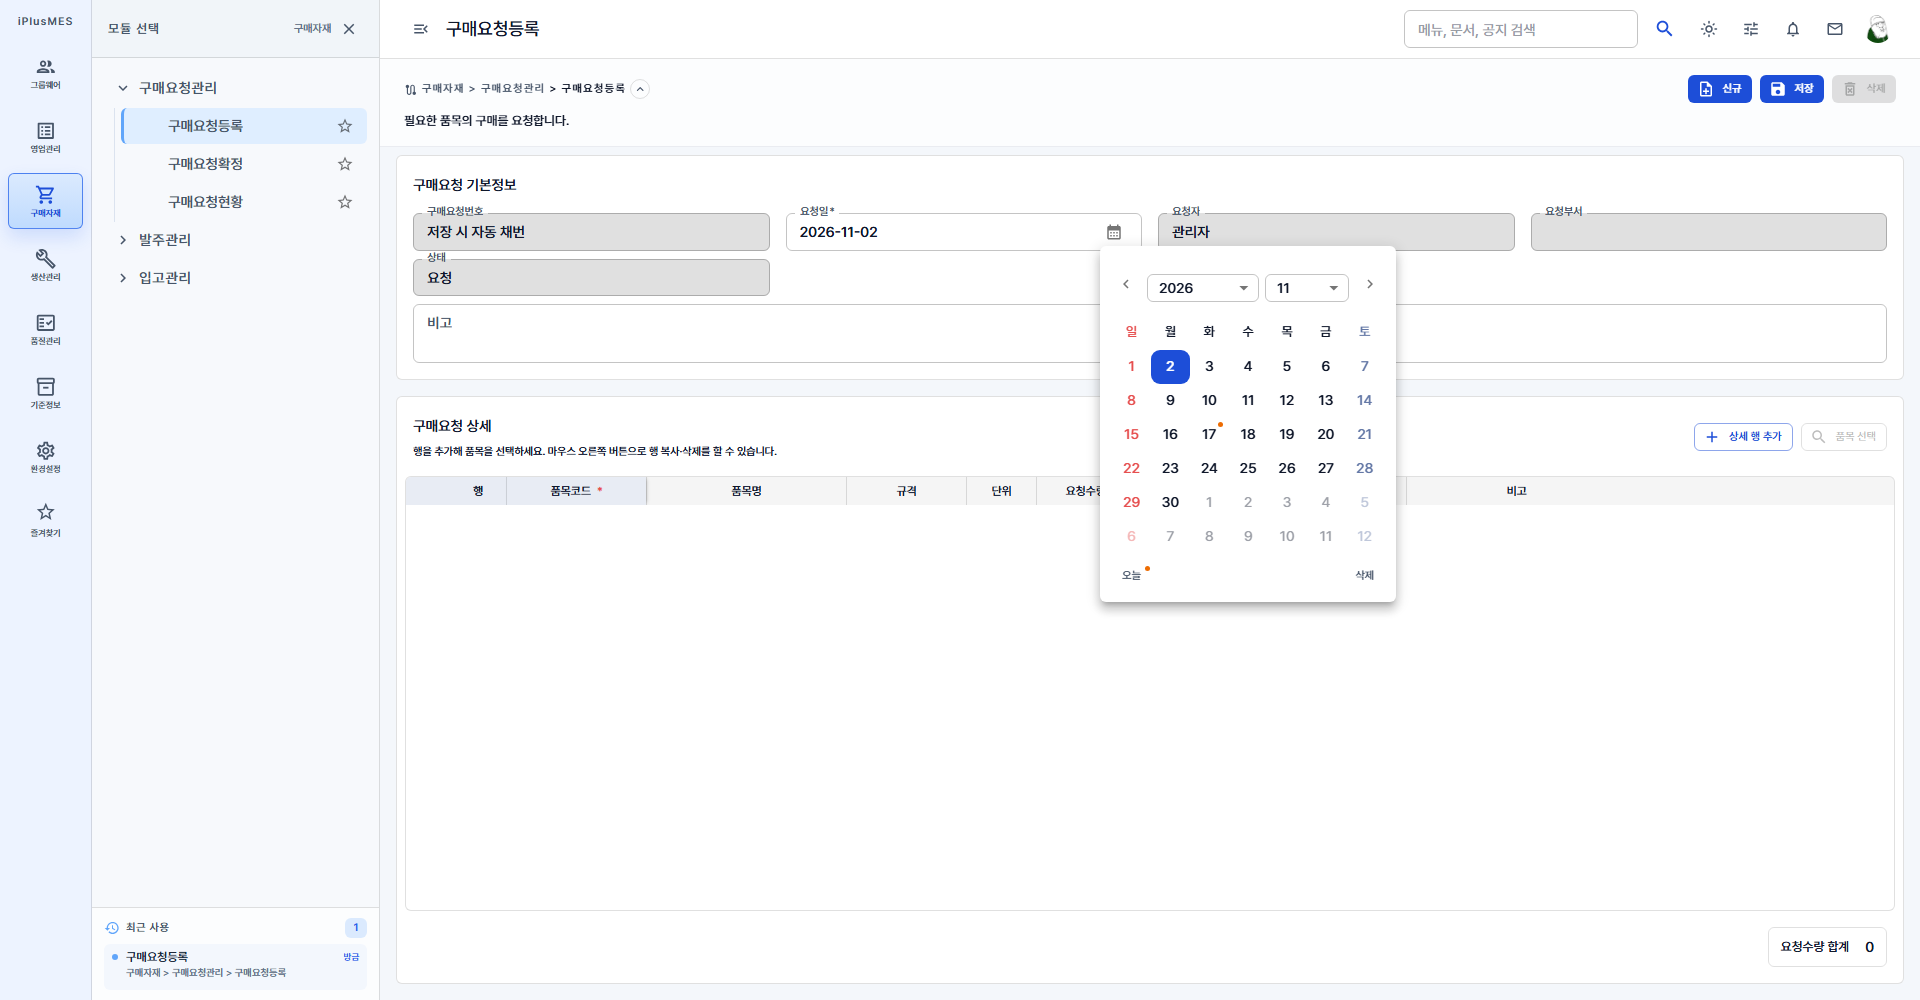 iPlusMES
그룹웨어
영업관리
구매자재
생산관리
품질관리
기준정보
환경설정
즐겨찾기
모듈 선택
구매자재
구매요청관리
구매요청등록
구매요청확정
구매요청현황
발주관리
입고관리
최근 사용
1
구매요청등록
방금
구매자재 > 구매요청관리 > 구매요청등록
구매요청등록
메뉴, 문서, 공지 검색
구매자재 > 구매요청관리 > 구매요청등록
필요한 품목의 구매를 요청합니다.
신규
저장
삭제
구매요청 기본정보
구매요청번호
저장 시 자동 채번
요청일*
2026-11-02
요청자
관리자
요청부서
상태
요청
비고
2026
11
일 월 화 수 목 금 토
1 2 3 4 5 6 7
8 9 10 11 12 13 14
15 16 17 18 19 20 21
22 23 24 25 26 27 28
29 30 1 2 3 4 5
6 7 8 9 10 11 12
오늘
삭제
구매요청 상세
행을 추가해 품목을 선택하세요. 마우스 오른쪽 버튼으로 행 복사·삭제를 할 수 있습니다.
상세 행 추가
품목 선택
행
품목코드 *
품목명
규격
단위
비고
요청수량 합계 0